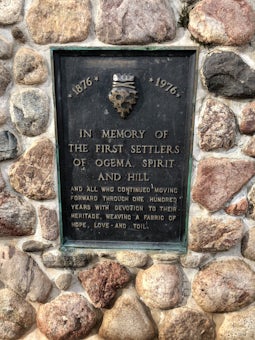 1876 1976
IN MEMORY OF
THE FIRST SETTLERS
OF OGEMA, SPIRIT
AND HILL
AND ALL WHO CONTINUED MOVING
FORWARD THROUGH ONE HUNDRED
YEARS WITH DEVOTION TO THEIR
HERITAGE, WEAVING A FABRIC OF
HOPE, LOVE AND TOIL.